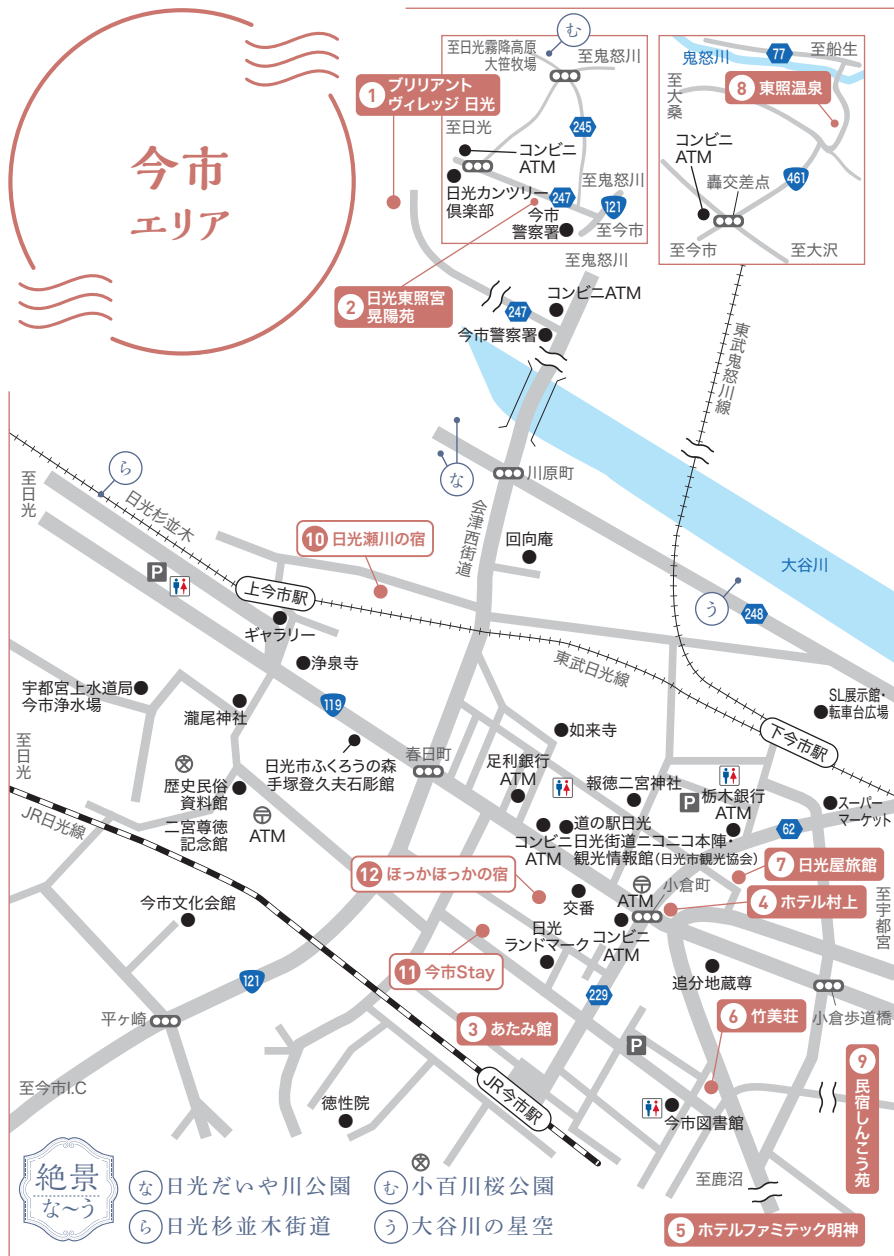 今市
エリア
1 ブリリアント
ヴィレッジ 日光
2 日光東照宮
晃陽苑
至日光霧降高原
大笹牧場
む
至鬼怒川
至日光
245
コンビニ
ATM
日光カンツリー
倶楽部
247
至鬼怒川
121
今市
警察署
至今市
鬼怒川
77
至船生
至大桑
8 東照温泉
コンビニ
ATM
461
轟交差点
至今市
至大沢
至鬼怒川
コンビニATM
247
今市警察署
東武鬼怒川線
至日光
ら
日光杉並木
な
川原町
会津西街道
回向庵
大谷川
う
248
10 日光瀬川の宿
P
上今市駅
ギャラリー
浄泉寺
東武日光線
宇都宮上水道局
今市浄水場
瀧尾神社
119
日光市ふくろうの森
手塚登久夫石彫館
春日町
如来寺
SL展示館・
転車台広場
下今市駅
至日光
JR日光線
歴史民俗
資料館
二宮尊徳
記念館
ATM
足利銀行
ATM
報徳二宮神社
P
栃木銀行
ATM
スーパー
マーケット
62
コンビニ
ATM
道の駅日光
日光街道ニコニコ本陣・
観光情報館(日光市観光協会)
7 日光屋旅館
12 ほっかほっかの宿
交番
ATM
小倉町
4 ホテル村上
至宇都宮
今市文化会館
日光
ランドマーク
コンビニ
ATM
11 今市Stay
追分地蔵尊
121
229
平ヶ崎
3 あたみ館
6 竹美荘
小倉歩道橋
P
至今市I.C
JR今市駅
徳性院
今市図書館
9 民宿しんこう苑
至鹿沼
5 ホテルファミテック明神
絶景
な〜う
な 日光だいや川公園
む 小百川桜公園
ら 日光杉並木街道
う 大谷川の星空